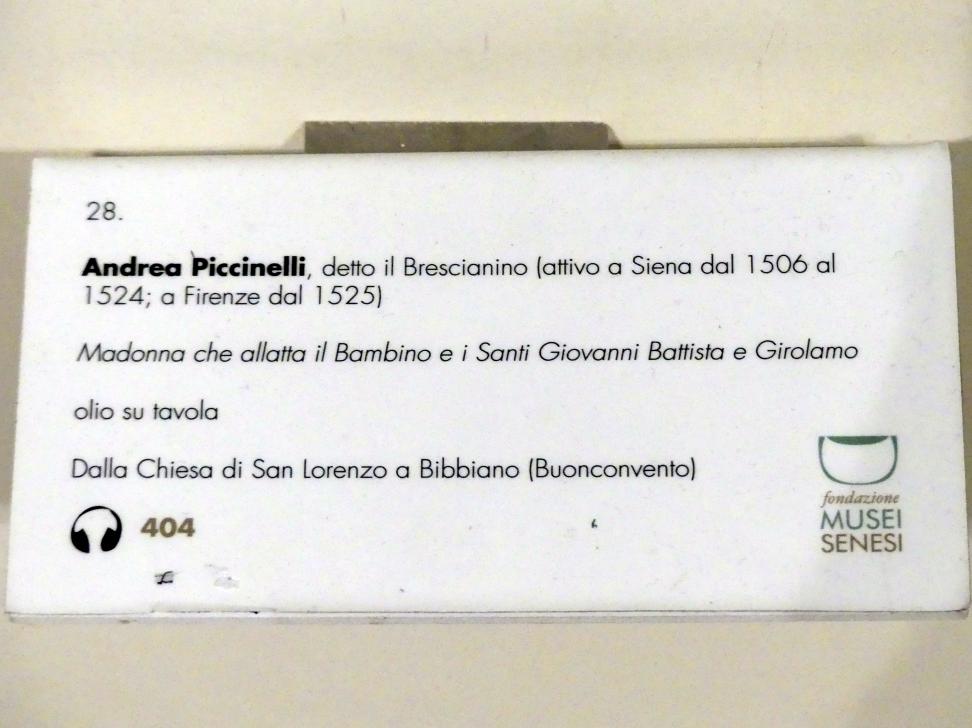 28.
Andrea Piccinelli, detto il Brescianino (attivo a Siena dal 1506 al
1524; a Firenze dal 1525)
Madonna che allatta il Bambino e i Santi Giovanni Battista e Girolamo
olio su tavola
Dalla Chiesa di San Lorenzo a Bibbiano (Buonconvento)
404
fondazione
MUSEI
SENESI